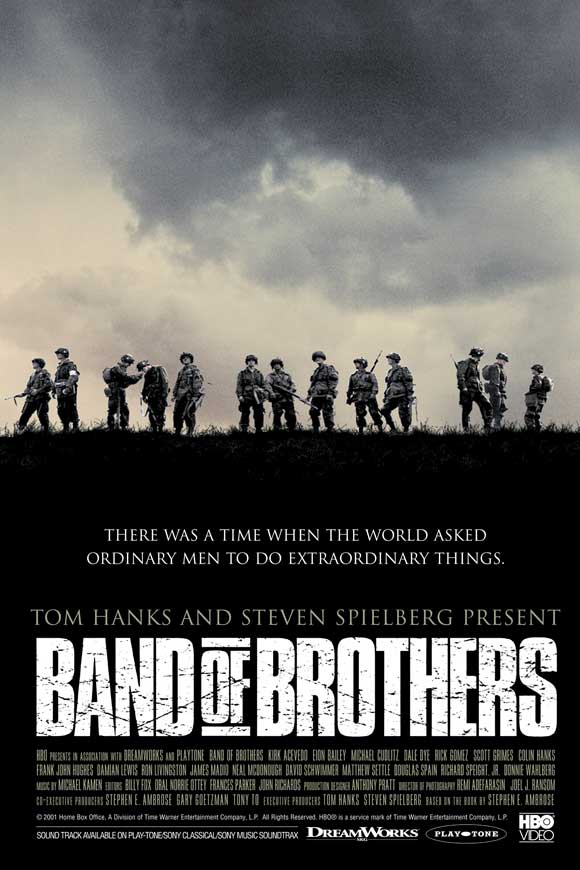 THERE WAS A TIME WHEN THE WORLD ASKED
ORDINARY MEN TO DO EXTRAORDINARY THINGS.
TOM HANKS AND STEVEN SPIELBERG PRESENT
BAND OF BROTHERS
HBO PRESENTS IN ASSOCIATION WITH DREAMWORKS AND PLAYTONE BAND OF BROTHERS KIRK ACEVEDO EION BAILEY MICHAEL CUDLITZ DALE DYE RICK GOMEZ SCOTT GRIMES COLIN HANKS
FRANK JOHN HUGHES DAMIAN LEWIS RON LIVINGSTON JAMES MADIO NEAL MCDONOUGH DAVID SCHWIMMER MATTHEW SETTLE DOUGLAS SPAIN RICHARD SPEIGHT, JR. DONNIE WAHLBERG
MUSIC BY MICHAEL KAMEN EDITORS BILLY FOX ORAL NORRIE OTTEY FRANCES PARKER JOHN RICHARDS PRODUCTION DESIGNER ANTHONY PRATT DIRECTOR OF PHOTOGRAPHY REMI ADEFARASIN JOEL J. RANSOM
CO-EXECUTIVE PRODUCERS STEPHEN E. AMBROSE GARY GOETZMAN TONY TO EXECUTIVE PRODUCERS TOM HANKS STEVEN SPIELBERG BASED ON THE BOOK BY STEPHEN E. AMBROSE
© 2001 Home Box Office, A Division of Time Warner Entertainment Company, L.P. All Rights Reserved. HBO® is a service mark of Time Warner Entertainment Company, L.P.
SOUND TRACK AVAILABLE ON PLAY-TONE/SONY CLASSICAL/SONY MUSIC SOUNDTRAX
DREAMWORKS
PLAY-TONE
HBO
VIDEO